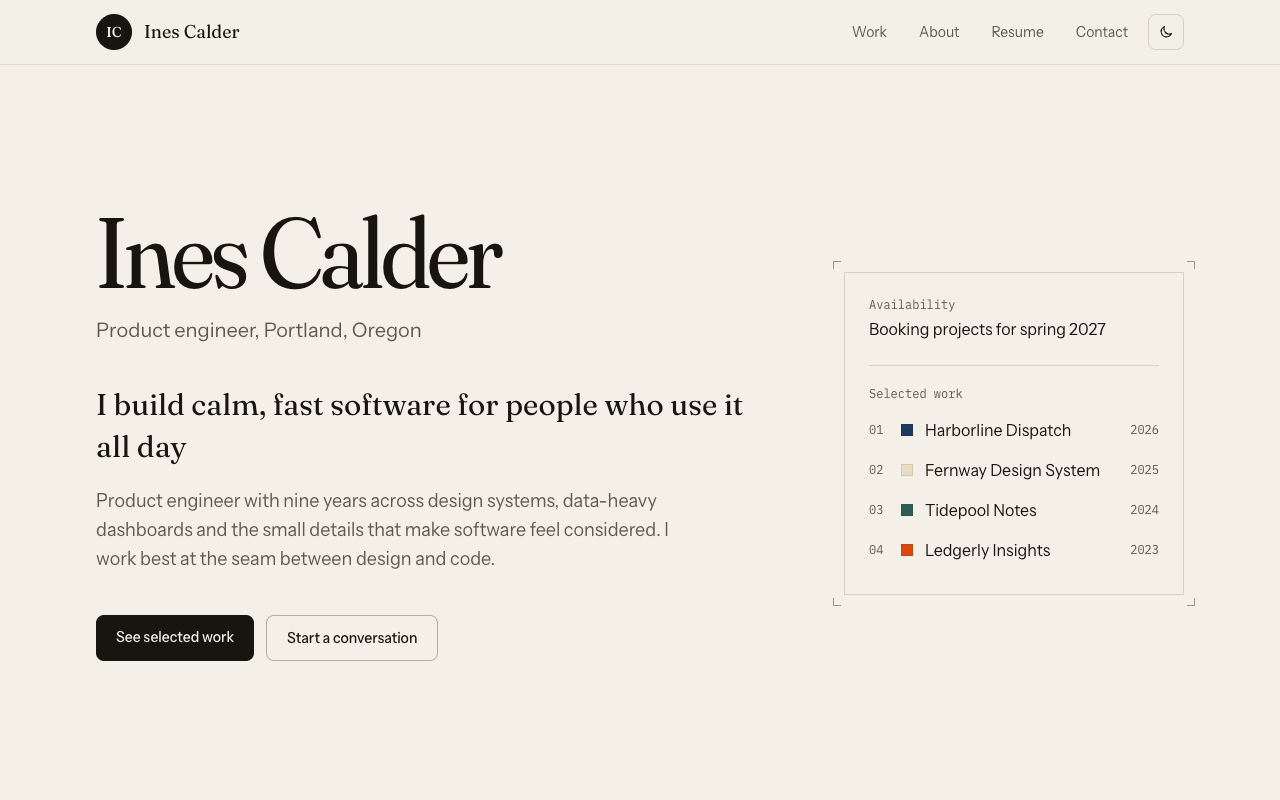 IC
Ines Calder
Work
About
Resume
Contact
Ines Calder
Product engineer, Portland, Oregon
I build calm, fast software for people who use it
all day
Product engineer with nine years across design systems, data-heavy
dashboards and the small details that make software feel considered. I
work best at the seam between design and code.
See selected work
Start a conversation
Availability
Booking projects for spring 2027
Selected work
01 Harborline Dispatch 2026
02 Fernway Design System 2025
03 Tidepool Notes 2024
04 Ledgerly Insights 2023